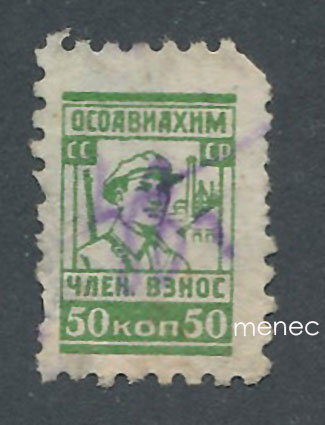 ОСОАВИАХИМ
СС СР
ЧЛЕН. ВЗНОС
50 КОП 50
menec